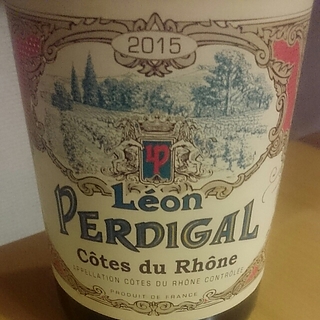 2015
LP
Léon
PERDIGAL
Côtes du Rhône
APPELLATION CÔTES DU RHÔNE CONTRÔLÉE
PRODUIT DE FRANCE